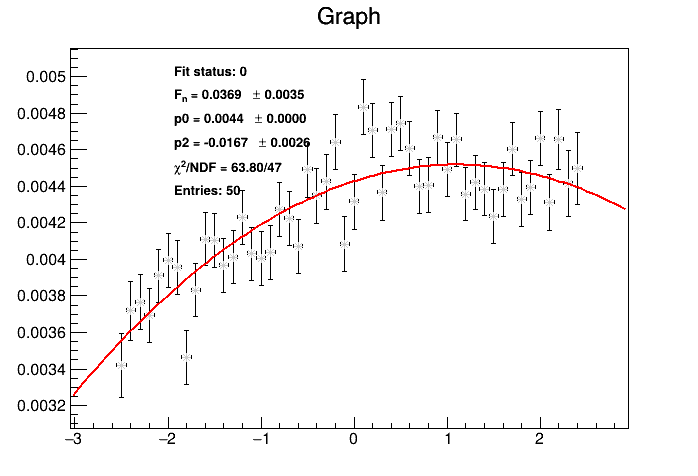 Graph
Fit status: 0
Fn = 0.0369 ± 0.0035
p0 = 0.0044 ± 0.0000
p2 = -0.0167 ± 0.0026
χ²/NDF = 63.80/47
Entries: 50
0.005
0.0048
0.0046
0.0044
0.0042
0.004
0.0038
0.0036
0.0034
0.0032
−3 −2 −1 0 1 2